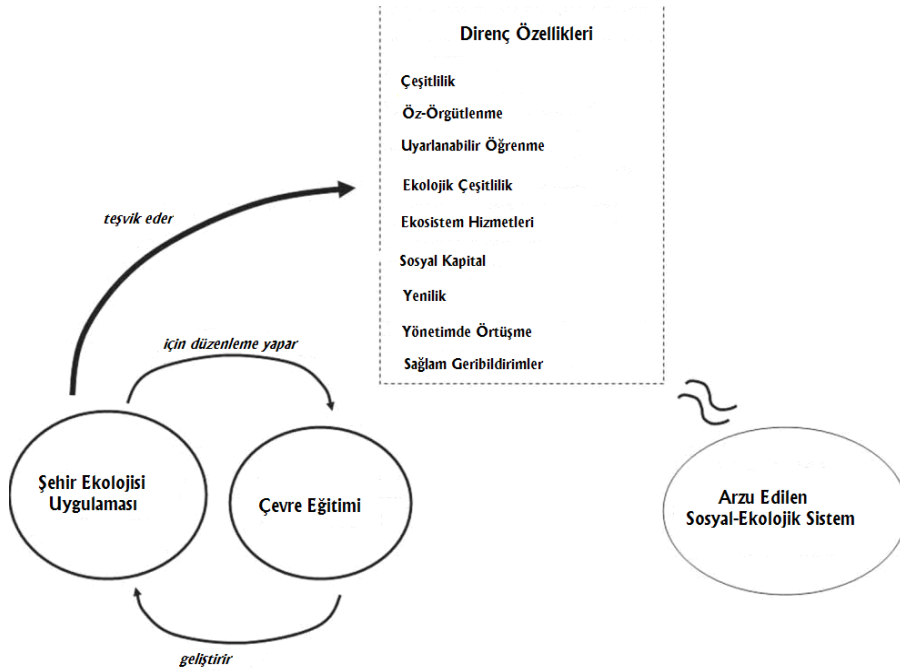 Direnç Özellikleri
Çeşitlilik
Öz-Örgütlenme
Uyarlanabilir Öğrenme
Ekolojik Çeşitlilik
Ekosistem Hizmetleri
Sosyal Kapital
Yenilik
Yönetimde Örtüşme
Sağlam Geribildirimler
teşvik eder
için düzenleme yapar
Şehir Ekolojisi
Uygulaması
Çevre Eğitimi
geliştirir
Arzu Edilen
Sosyal-Ekolojik Sistem